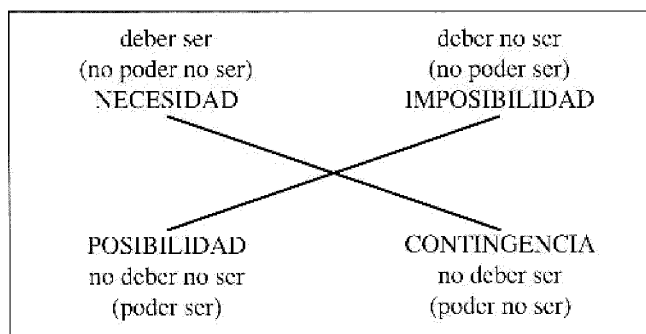 deber ser
(no poder no ser)
NECESIDAD
deber no ser
(no poder ser)
IMPOSIBILIDAD
POSIBILIDAD
no deber no ser
(poder ser)
CONTINGENCIA
no deber ser
(poder no ser)